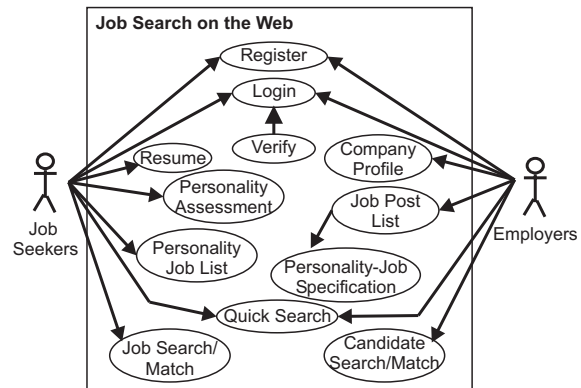 Job Search on the Web
Register
Login
Verify
Resume
Company
Profile
Personality
Assessment
Job Post
List
Job
Seekers
Employers
Personality
Job List
Personality-Job
Specification
Quick Search
Job Search/
Match
Candidate
Search/Match